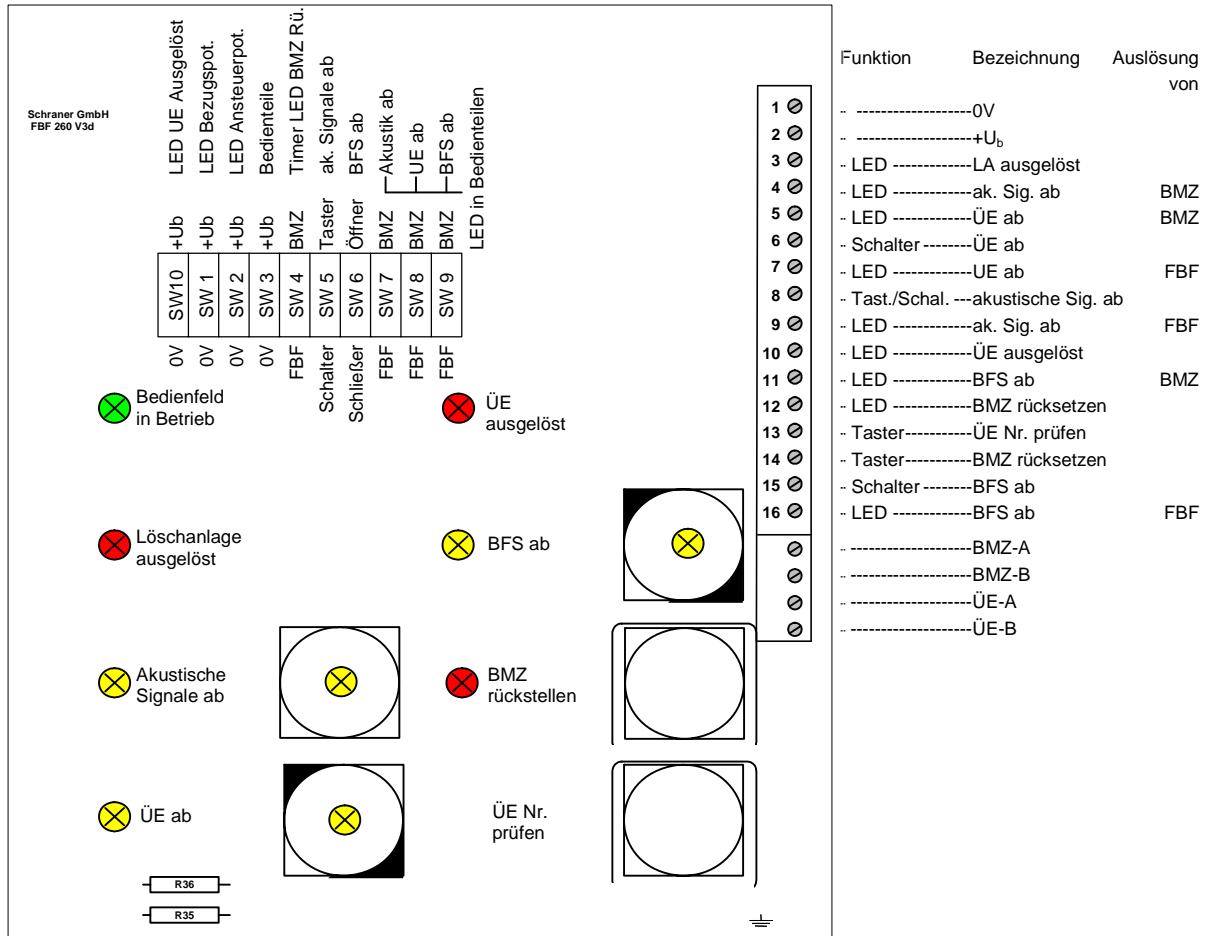 Schraner GmbH
FBF 260 V3d
LED UE Ausgelöst
LED Bezugspot.
LED Ansteuerpot.
Bedienteile
Timer LED BMZ Rü.
ak. Signale ab
BFS ab
Akustik ab
UE ab
BFS ab
LED in Bedienteilen
+Ub
+Ub
+Ub
+Ub
BMZ
Taster
Öffner
BMZ
BMZ
BMZ
SW10
SW 1
SW 2
SW 3
SW 4
SW 5
SW 6
SW 7
SW 8
SW 9
0V
0V
0V
0V
FBF
Schalter
Schließer
FBF
FBF
FBF
Bedienfeld
in Betrieb
ÜE
ausgelöst
Löschanlage
ausgelöst
BFS ab
Akustische
Signale ab
BMZ
rückstellen
ÜE ab
ÜE Nr.
prüfen
R36
R35
Funktion Bezeichnung Auslösung
von
1 -- ------------------0V
2 -- ------------------+Ub
3 -- LED ------------LA ausgelöst
4 -- LED ------------ak. Sig. ab BMZ
5 -- LED ------------ÜE ab BMZ
6 -- Schalter --------ÜE ab
7 -- LED ------------UE ab FBF
8 -- Tast./Schal. ---akustische Sig. ab
9 -- LED ------------ak. Sig. ab FBF
10 -- LED ------------ÜE ausgelöst
11 -- LED ------------BFS ab BMZ
12 -- LED ------------BMZ rücksetzen
13 -- Taster-----------ÜE Nr. prüfen
14 -- Taster-----------BMZ rücksetzen
15 -- Schalter --------BFS ab
16 -- LED ------------BFS ab FBF
-- ------------------BMZ-A
-- ------------------BMZ-B
-- ------------------ÜE-A
-- ------------------ÜE-B